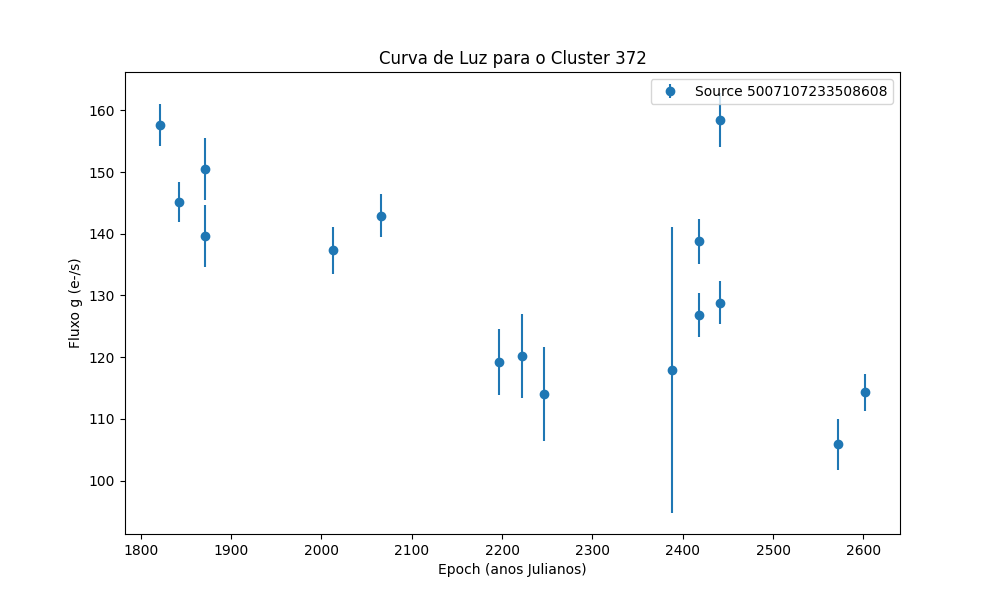 Curva de Luz para o Cluster 372
Source 5007107233508608
160
150
140
130
120
110
100
Fluxo g (e-/s)
1800 1900 2000 2100 2200 2300 2400 2500 2600
Epoch (anos Julianos)